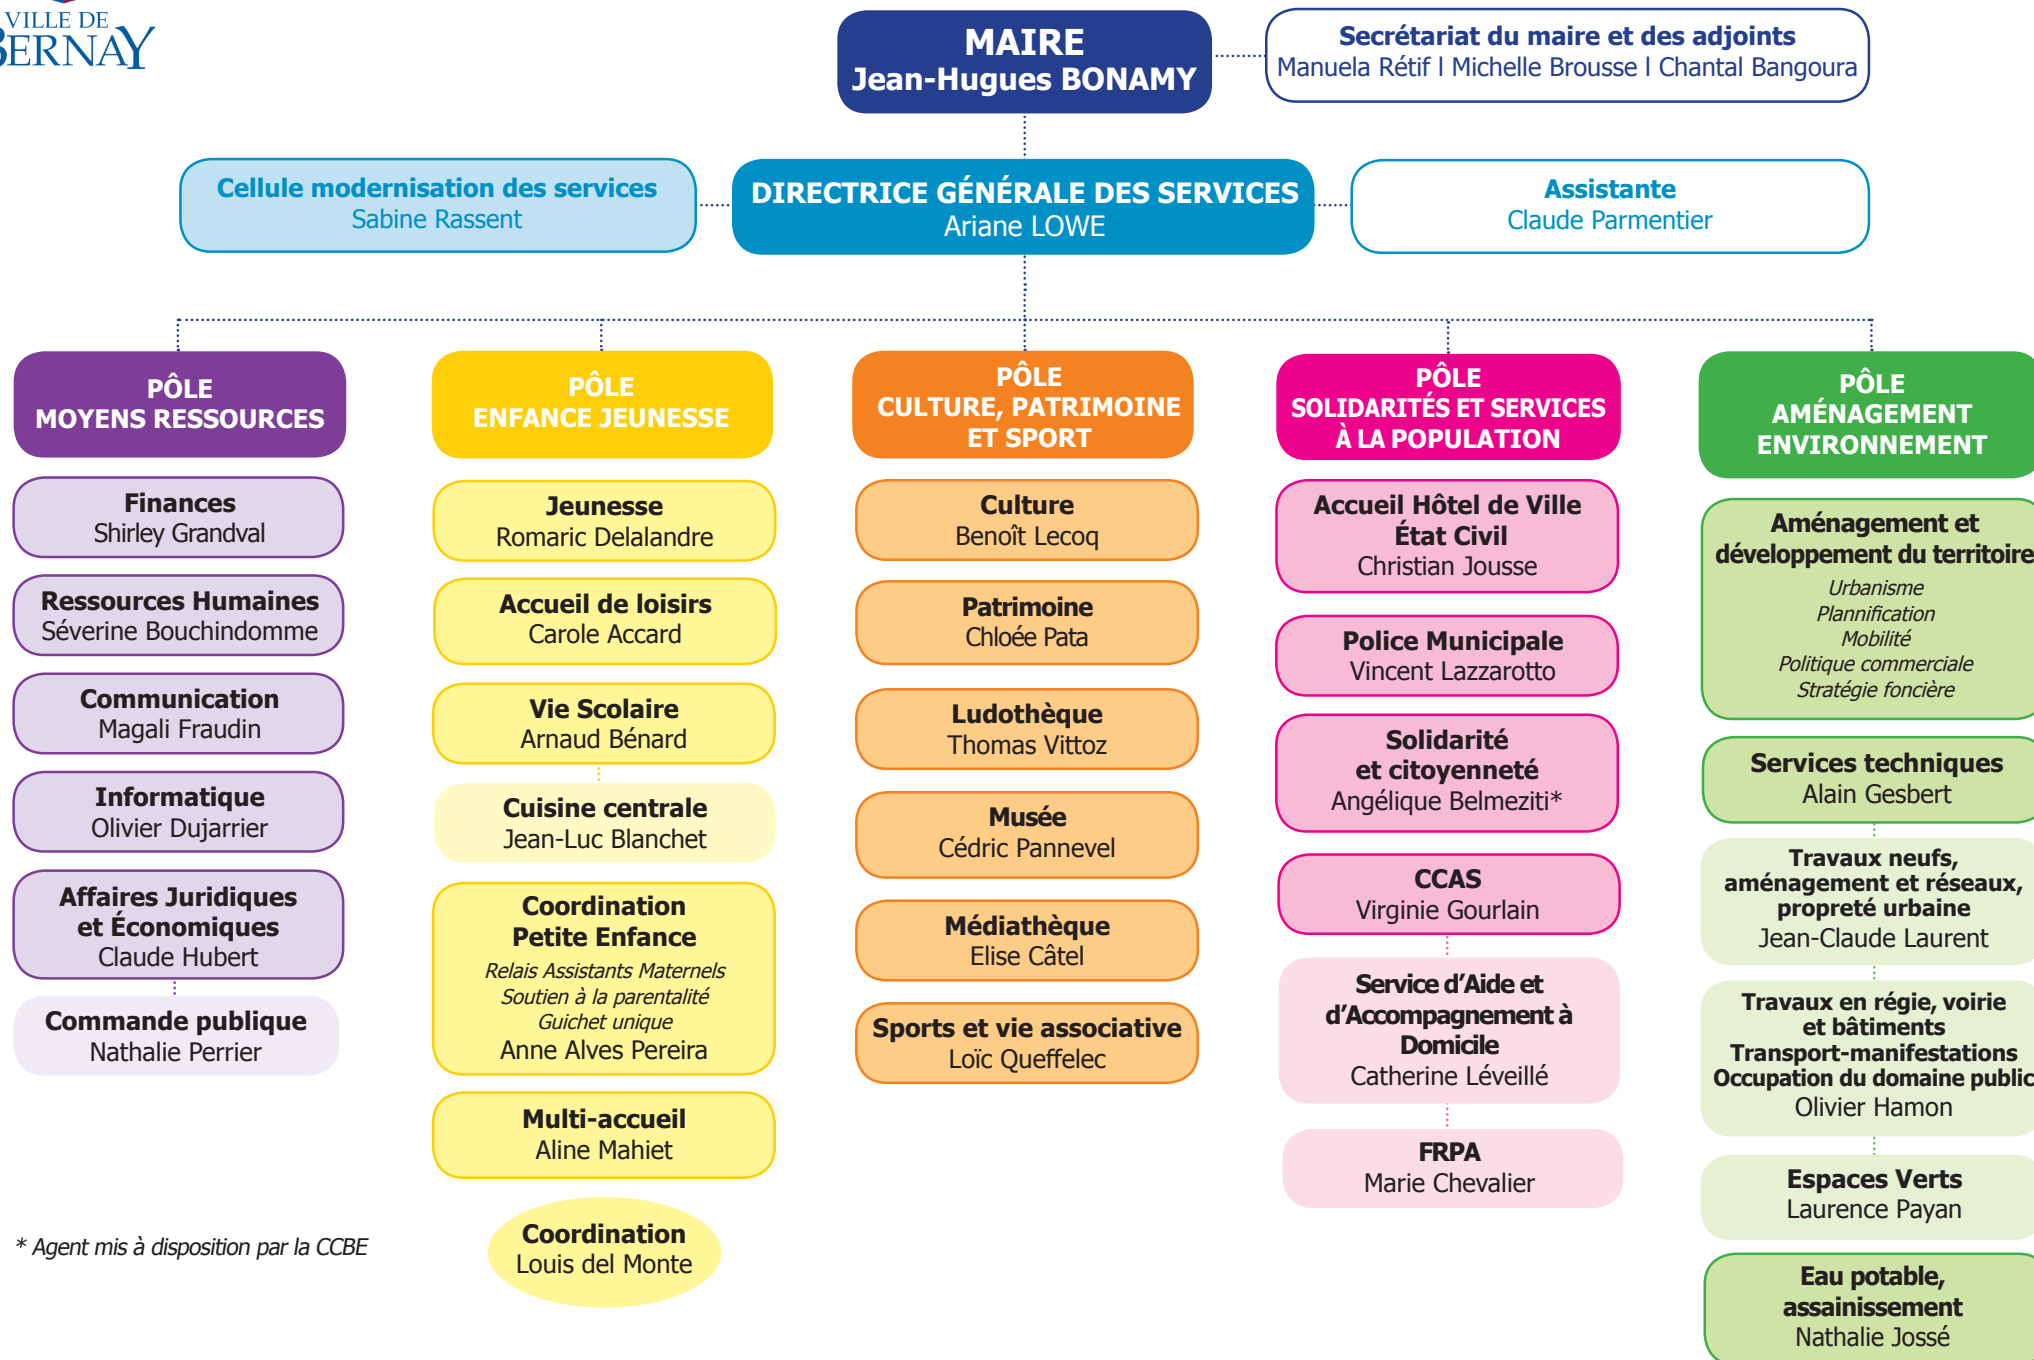 VILLE DE
BERNAY
MAIRE
Jean-Hugues BONAMY
Secrétariat du maire et des adjoints
Manuela Rétif l Michelle Brousse l Chantal Bangoura
Cellule modernisation des services
Sabine Rassent
DIRECTRICE GÉNÉRALE DES SERVICES
Ariane LOWE
Assistante
Claude Parmentier
PÔLE
MOYENS RESSOURCES
Finances
Shirley Grandval
Ressources Humaines
Séverine Bouchindomme
Communication
Magali Fraudin
Informatique
Olivier Dujarrier
Affaires Juridiques
et Économiques
Claude Hubert
Commande publique
Nathalie Perrier
PÔLE
ENFANCE JEUNESSE
Jeunesse
Romaric Delalandre
Accueil de loisirs
Carole Accard
Vie Scolaire
Arnaud Bénard
Cuisine centrale
Jean-Luc Blanchet
Coordination
Petite Enfance
Relais Assistants Maternels
Soutien à la parentalité
Guichet unique
Anne Alves Pereira
Multi-accueil
Aline Mahiet
Coordination
Louis del Monte
PÔLE
CULTURE, PATRIMOINE
ET SPORT
Culture
Benoît Lecoq
Patrimoine
Chloée Pata
Ludothèque
Thomas Vittoz
Musée
Cédric Pannevel
Médiathèque
Elise Câtel
Sports et vie associative
Loïc Queffelec
PÔLE
SOLIDARITÉS ET SERVICES
À LA POPULATION
Accueil Hôtel de Ville
État Civil
Christian Jousse
Police Municipale
Vincent Lazzarotto
Solidarité
et citoyenneté
Angélique Belmeziti*
CCAS
Virginie Gourlain
Service d’Aide et
d’Accompagnement à
Domicile
Catherine Léveillé
FRPA
Marie Chevalier
PÔLE
AMÉNAGEMENT
ENVIRONNEMENT
Aménagement et
développement du territoire
Urbanisme
Plannification
Mobilité
Politique commerciale
Stratégie foncière
Services techniques
Alain Gesbert
Travaux neufs,
aménagement et réseaux,
propreté urbaine
Jean-Claude Laurent
Travaux en régie, voirie
et bâtiments
Transport-manifestations
Occupation du domaine public
Olivier Hamon
Espaces Verts
Laurence Payan
Eau potable,
assainissement
Nathalie Jossé
* Agent mis à disposition par la CCBE